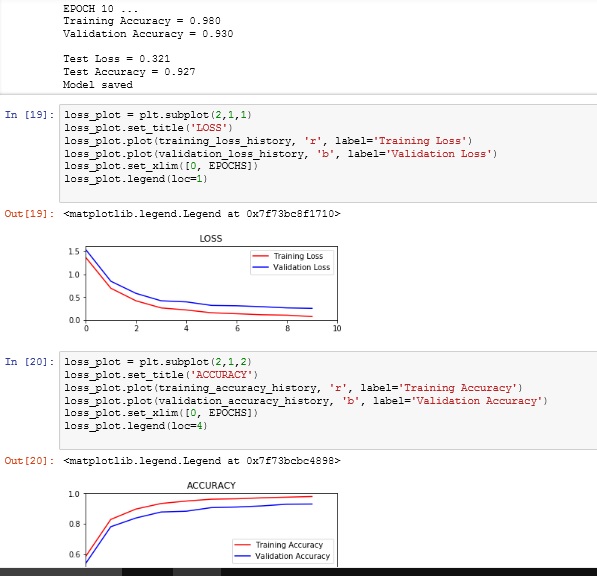 EPOCH 10 ...
Training Accuracy = 0.980
Validation Accuracy = 0.930
Test Loss = 0.321
Test Accuracy = 0.927
Model saved
In [19]: loss_plot = plt.subplot(2,1,1)
loss_plot.set_title('LOSS')
loss_plot.plot(training_loss_history, 'r', label='Training Loss')
loss_plot.plot(validation_loss_history, 'b', label='Validation Loss')
loss_plot.set_xlim([0, EPOCHS])
loss_plot.legend(loc=1)
Out[19]: <matplotlib.legend.Legend at 0x7f73bc8f1710>
LOSS
1.5
1.0
0.5
0.0
Training Loss
Validation Loss
0 2 4 6 8 10
In [20]: loss_plot = plt.subplot(2,1,2)
loss_plot.set_title('ACCURACY')
loss_plot.plot(training_accuracy_history, 'r', label='Training Accuracy')
loss_plot.plot(validation_accuracy_history, 'b', label='Validation Accuracy')
loss_plot.set_xlim([0, EPOCHS])
loss_plot.legend(loc=4)
Out[20]: <matplotlib.legend.Legend at 0x7f73bcbc4898>
ACCURACY
1.0
0.8
0.6
Training Accuracy
Validation Accuracy